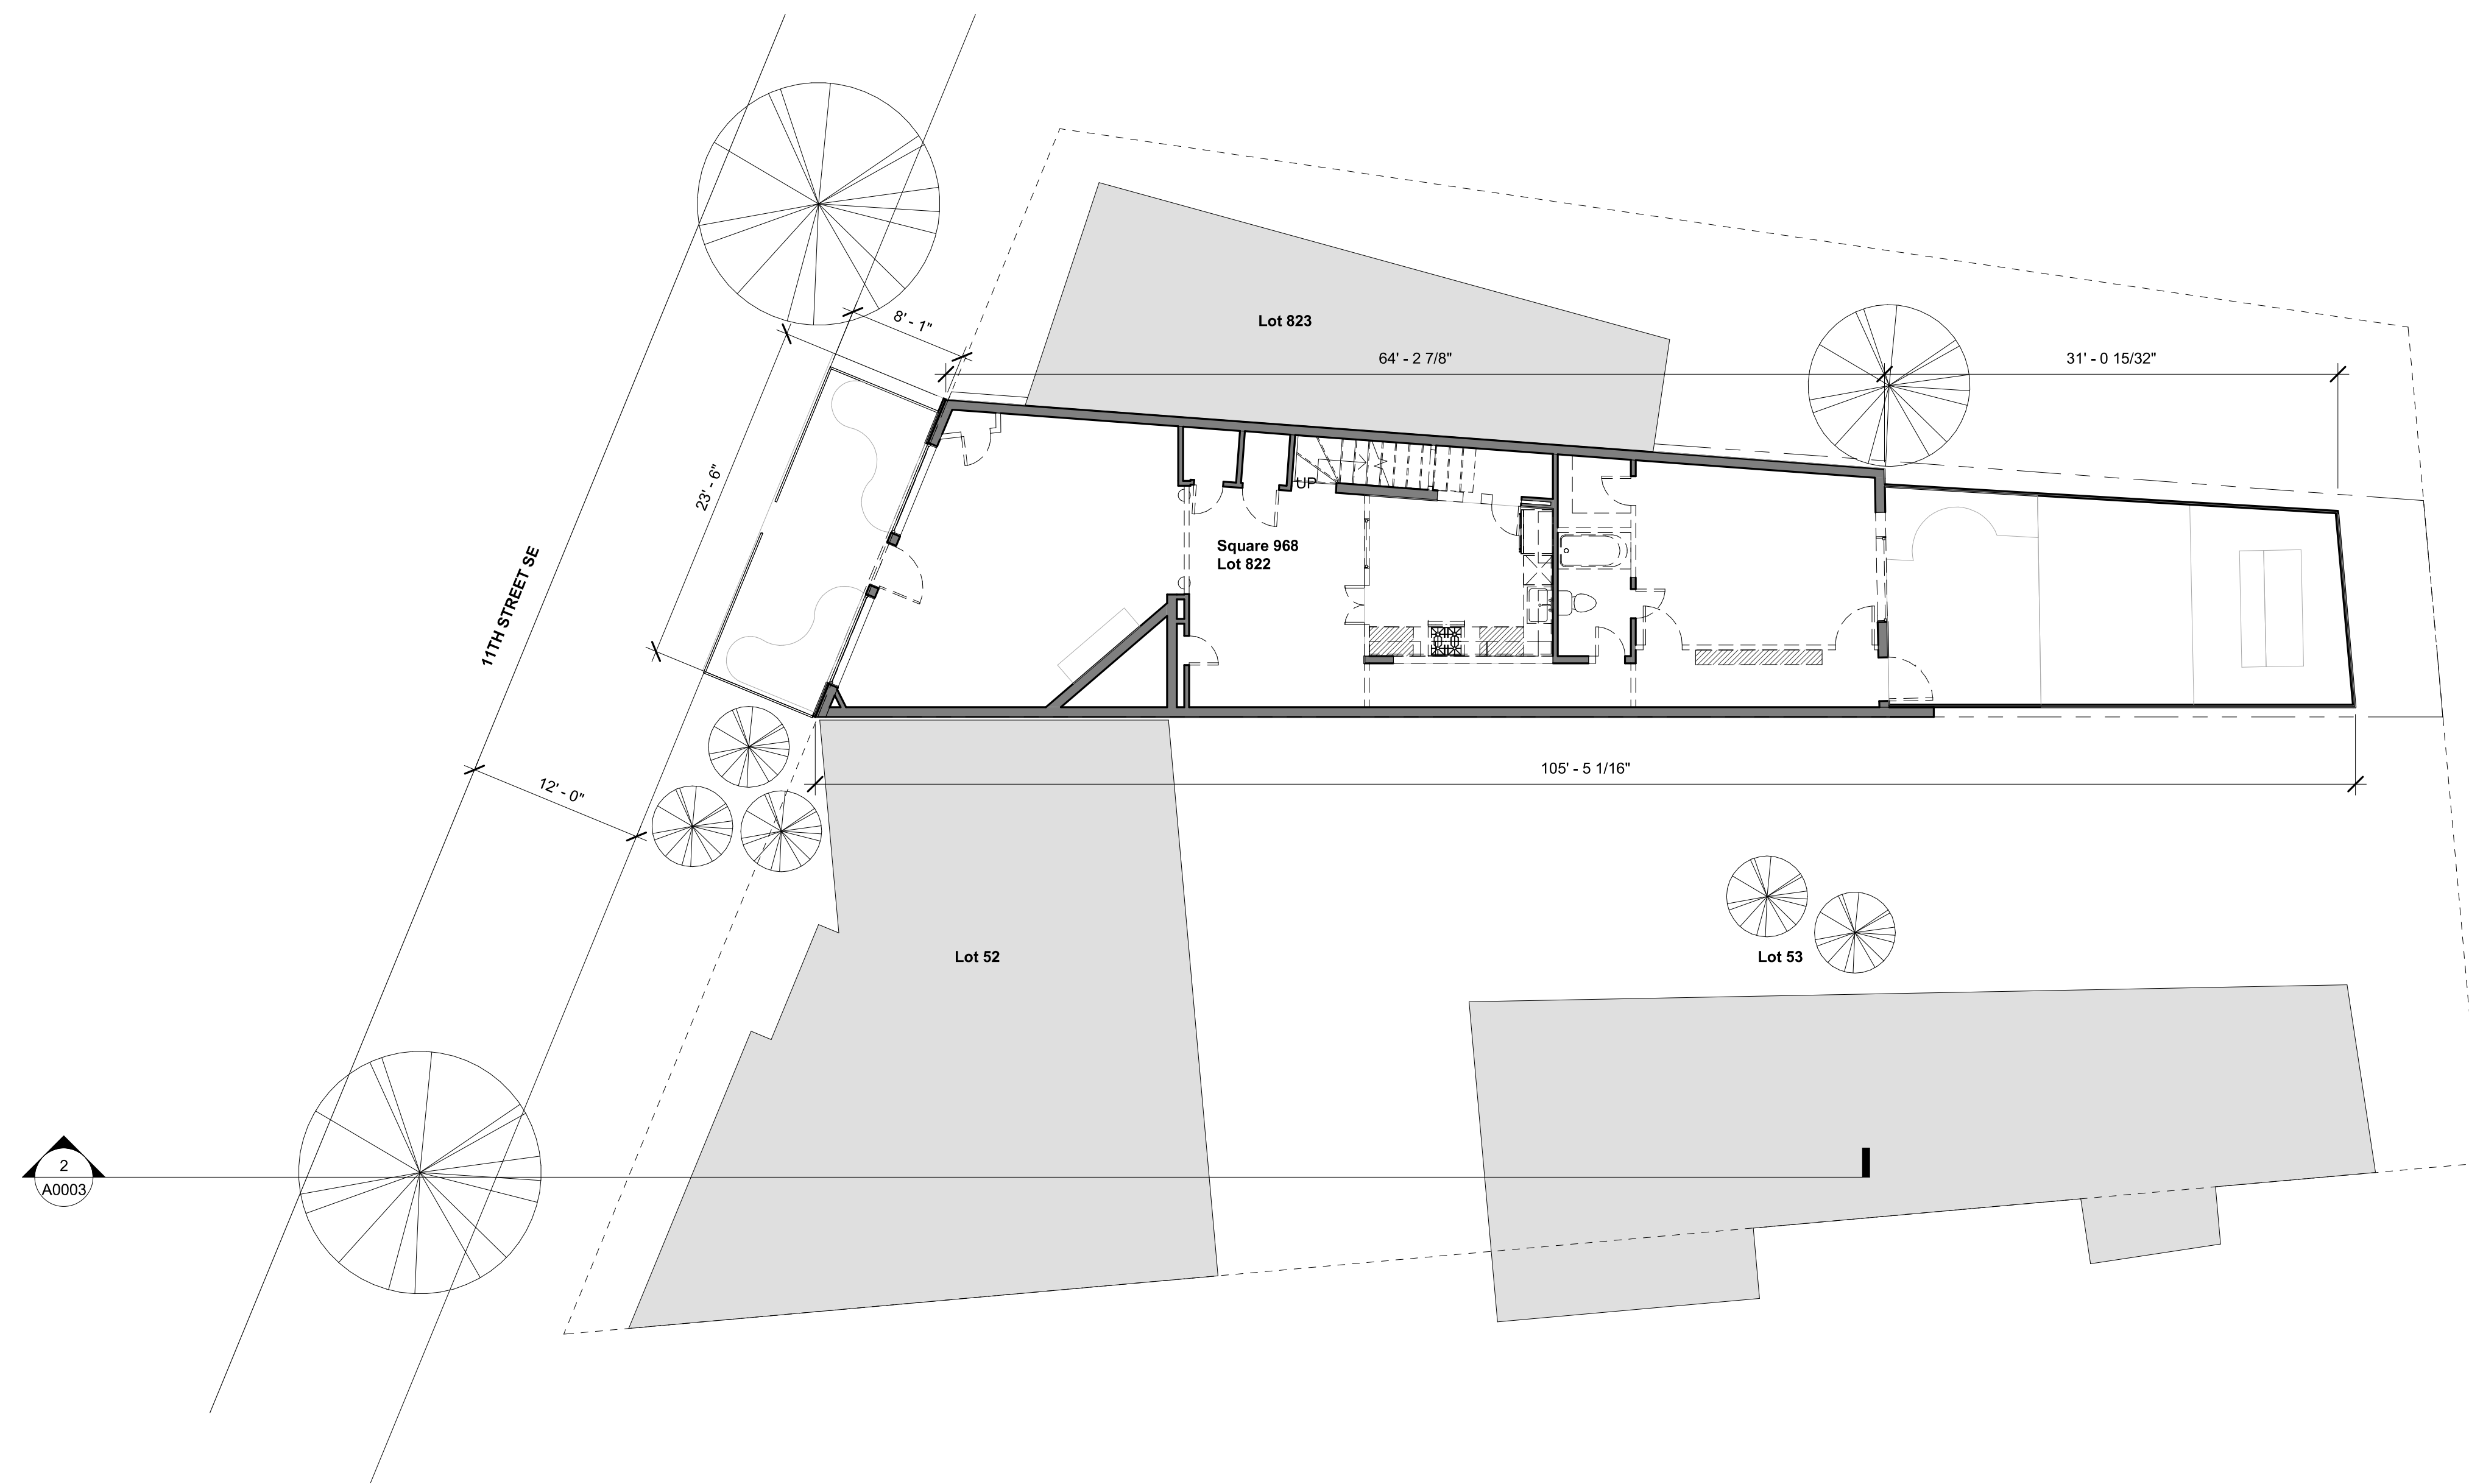 8' - 1"
Lot 823
64' - 2 7/8"
31' - 0 15/32"
23' - 6"
UP
11TH STREET SE
Square 968
Lot 822
105' - 5 1/16"
12' - 0"
Lot 52
Lot 53
2
A0003